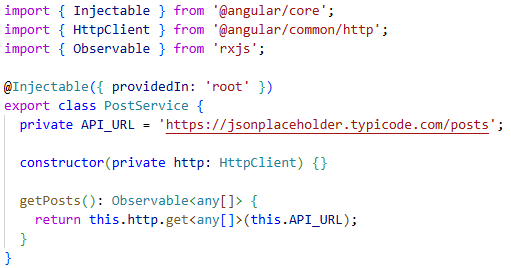 import { Injectable } from '@angular/core';
import { HttpClient } from '@angular/common/http';
import { Observable } from 'rxjs';

@Injectable({ providedIn: 'root' })
export class PostService {
  private API_URL = 'https://jsonplaceholder.typicode.com/posts';

  constructor(private http: HttpClient) {}

  getPosts(): Observable<any[]> {
    return this.http.get<any[]>(this.API_URL);
  }
}